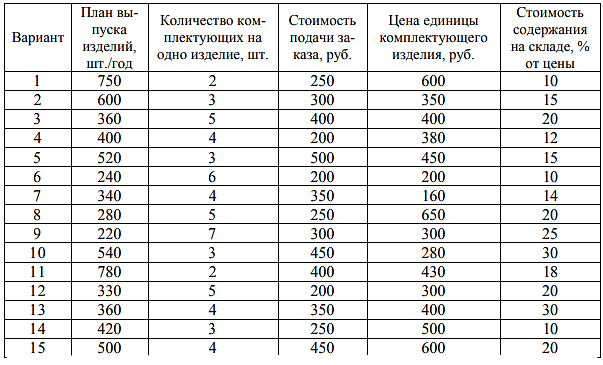 Вариант
План вы-
пуска
изделий,
шт./год
Количество ком-
плектующих на
одно изделие, шт.
Стоимость
подачи за-
каза, руб.
Цена единицы
комплектующего
изделия, руб.
Стоимость
содержания
на складе, %
от цены
1 750 2 250 600 10
2 600 3 300 350 15
3 360 5 400 400 20
4 400 4 200 380 12
5 520 3 500 450 15
6 240 6 200 200 10
7 340 4 350 160 14
8 280 5 250 650 20
9 220 7 300 300 25
10 540 3 450 280 30
11 780 2 400 430 18
12 330 5 200 300 20
13 360 4 350 400 30
14 420 3 250 500 10
15 500 4 450 600 20